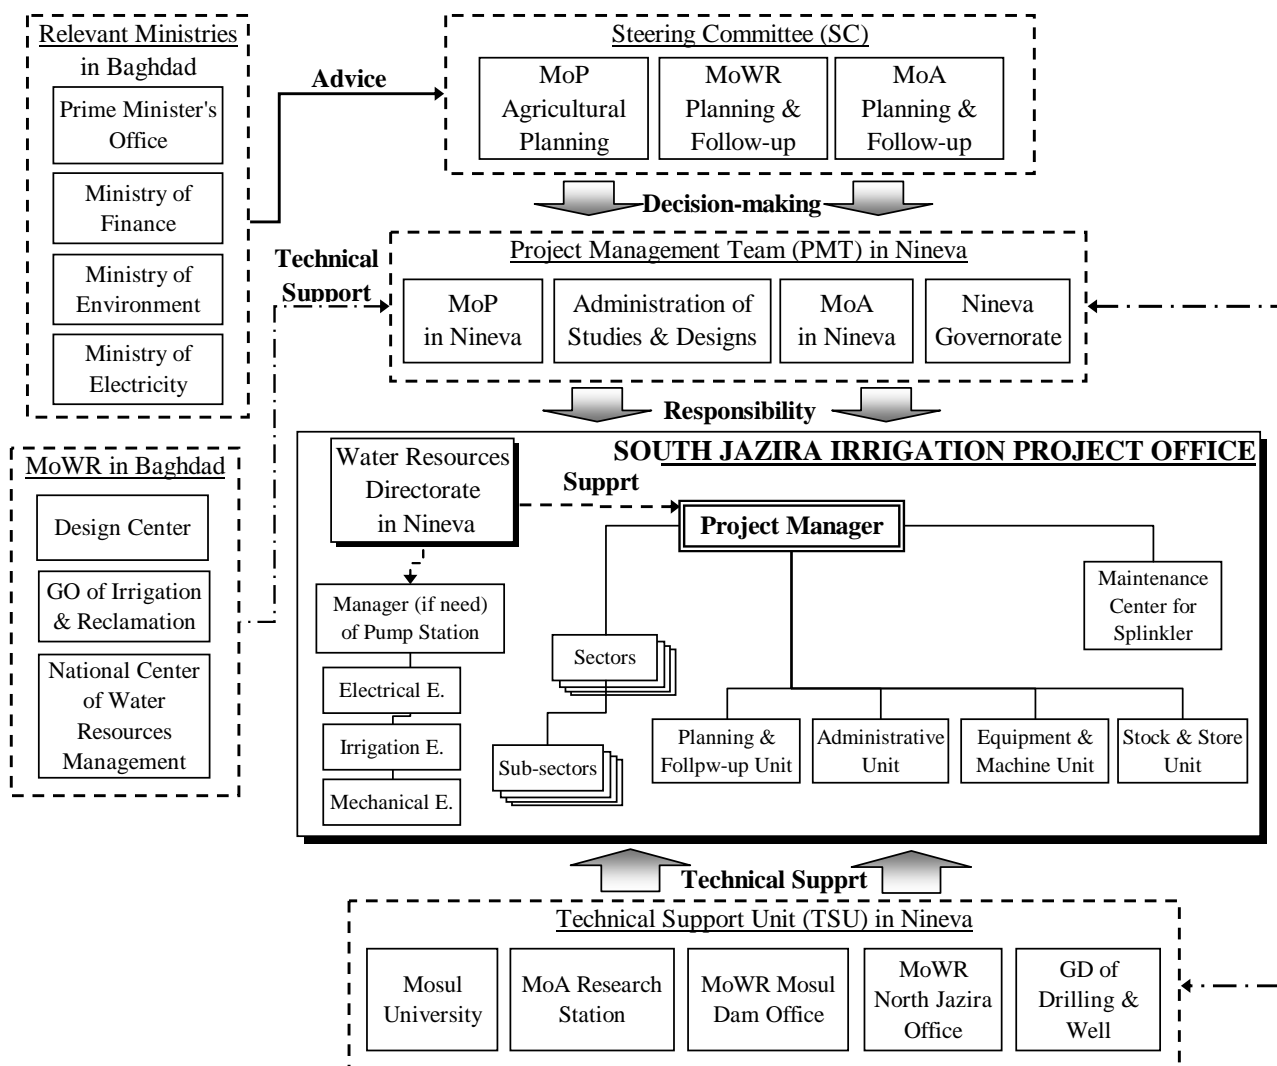 Relevant Ministries
in Baghdad
Prime Minister's
Office
Ministry of
Finance
Ministry of
Environment
Ministry of
Electricity
Advice
Steering Committee (SC)
MoP
Agricultural
Planning
MoWR
Planning &
Follow-up
MoA
Planning &
Follow-up
Decision-making
Technical
Support
Project Management Team (PMT) in Nineva
MoP
in Nineva
Administration of
Studies & Designs
MoA
in Nineva
Nineva
Governorate
Responsibility
MoWR in Baghdad
Design Center
GO of Irrigation
& Reclamation
National Center
of Water
Resources
Management
SOUTH JAZIRA IRRIGATION PROJECT OFFICE
Water Resources
Directorate
in Nineva
Supprt
Project Manager
Manager (if need)
of Pump Station
Electrical E.
Irrigation E.
Mechanical E.
Sectors
Sub-sectors
Maintenance
Center for
Splinkler
Planning &
Follpw-up Unit
Administrative
Unit
Equipment &
Machine Unit
Stock & Store
Unit
Technical Supprt
Technical Support Unit (TSU) in Nineva
Mosul
University
MoA Research
Station
MoWR Mosul
Dam Office
MoWR
North Jazira
Office
GD of
Drilling &
Well